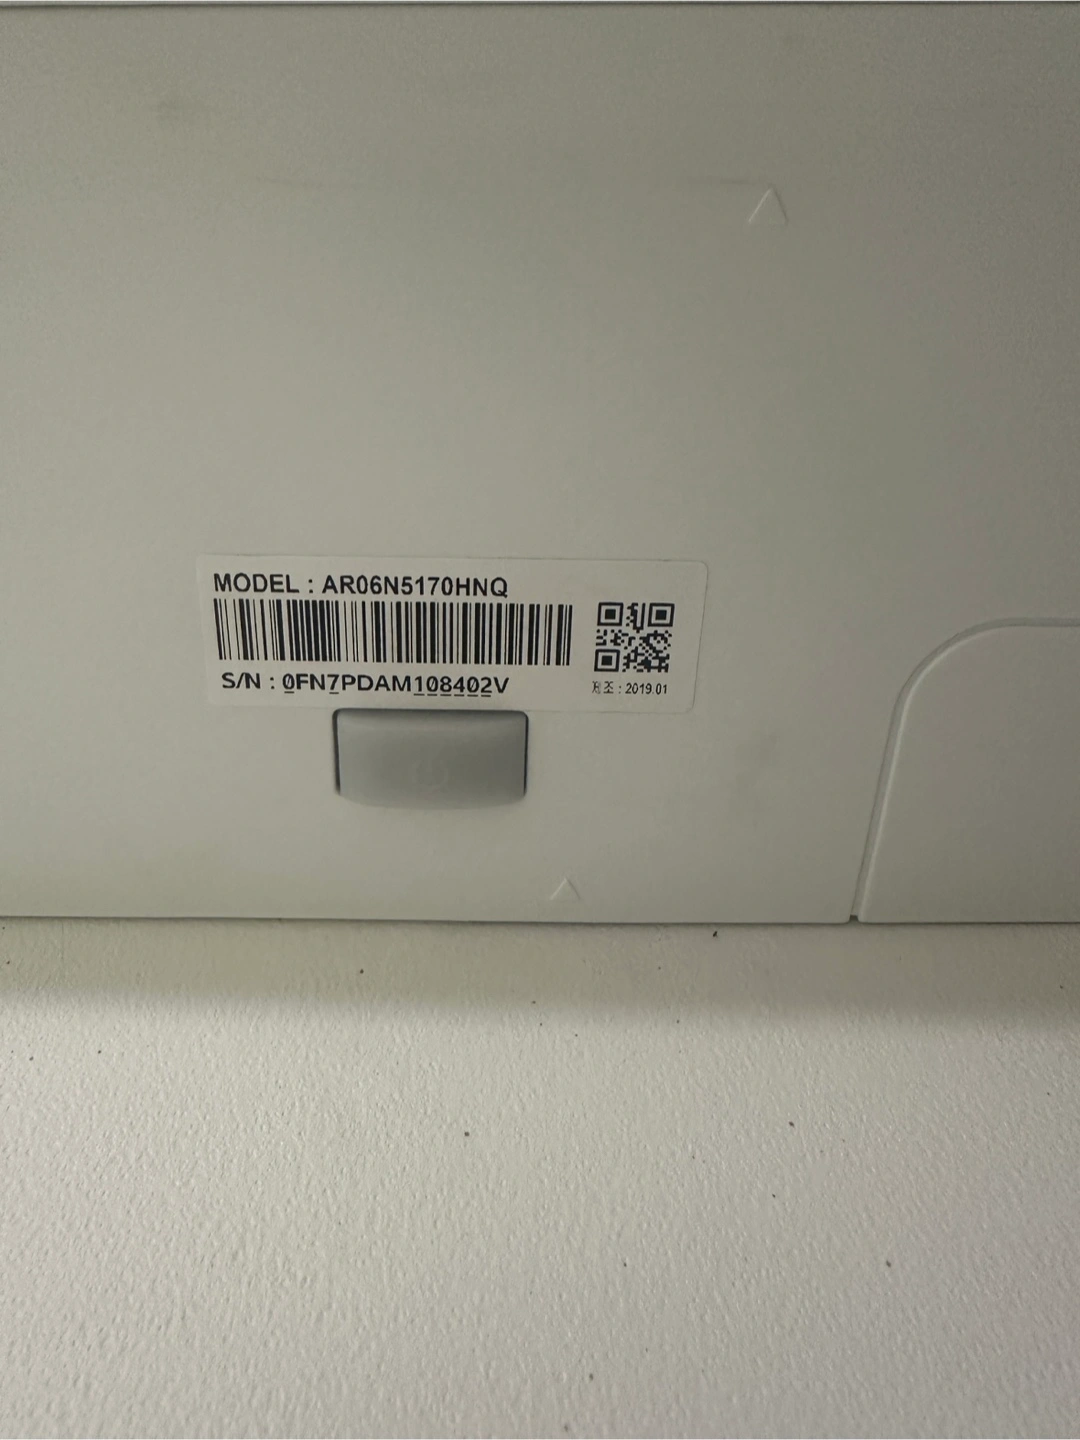 MODEL : AR06N5170HNQ
S/N : 0FN7PDAM108402V
제조 : 2019.01